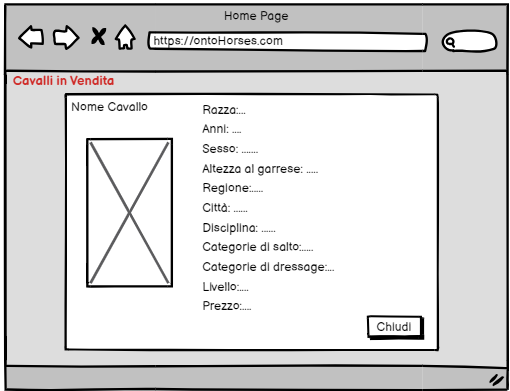 Home Page
https://ontoHorses.com
Cavalli in Vendita
Nome Cavallo
Razza:...
Anni: ....
Sesso: .......
Altezza al garrese: .....
Regione:.....
Città: ......
Disciplina: ......
Categorie di salto:.....
Categorie di dressage:...
Livello:....
Prezzo:....
Chiudi